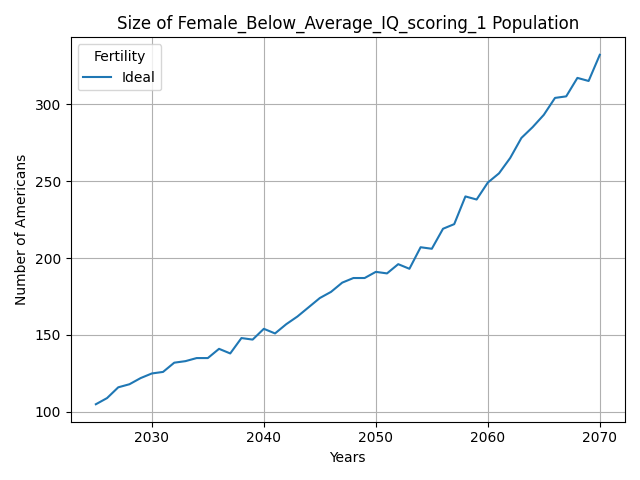 Size of Female_Below_Average_IQ_scoring_1 Population
Fertility
Ideal
Number of Americans
300
250
200
150
100
2030 2040 2050 2060 2070
Years